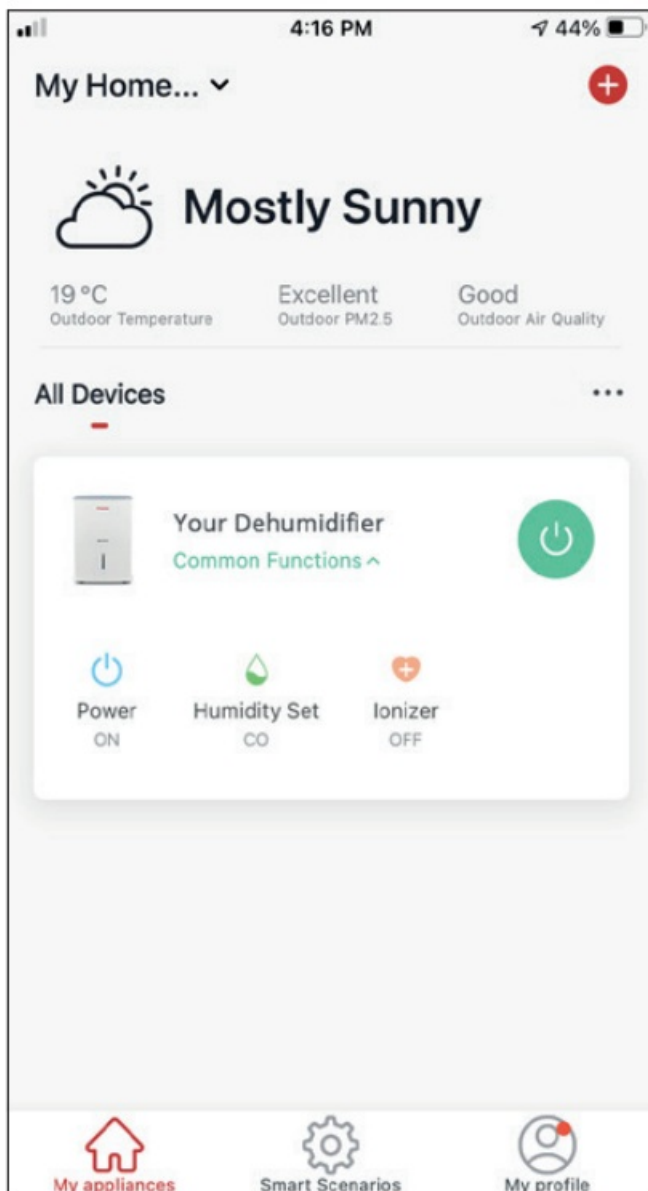 4:16 PM
44%
My Home...
Mostly Sunny
19 °C Excellent Good
Outdoor Temperature Outdoor PM2.5 Outdoor Air Quality
All Devices
Your Dehumidifier
Common Functions
Power Humidity Set Ionizer
ON CO OFF
My appliances Smart Scenarios My profile